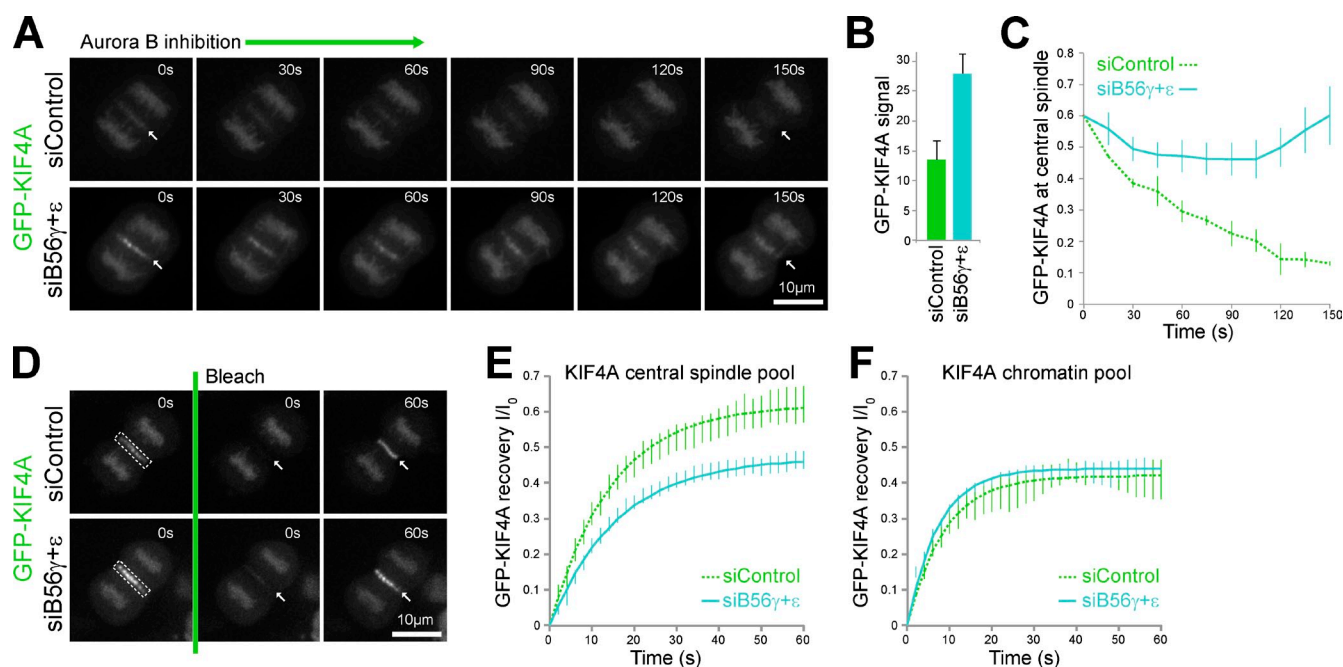 A
Aurora B inhibition
GFP-KIF4A
siControl
0s
30s
60s
90s
120s
150s
siB56γ+ε
0s
30s
60s
90s
120s
150s
10µm
B
GFP-KIF4A signal
30
25
20
15
10
5
0
siControl
siB56γ+ε
C
GFP-KIF4A at central spindle
0.8
0.7
0.6
0.5
0.4
0.3
0.2
0.1
0
siControl
siB56γ+ε
0 30 60 90 120 150
Time (s)
D
Bleach
GFP-KIF4A
siControl
0s
0s
60s
siB56γ+ε
0s
0s
60s
10µm
E
KIF4A central spindle pool
GFP-KIF4A recovery I/I0
0.7
0.6
0.5
0.4
0.3
0.2
0.1
0
siControl
siB56γ+ε
0 10 20 30 40 50 60
Time (s)
F
KIF4A chromatin pool
GFP-KIF4A recovery I/I0
0.7
0.6
0.5
0.4
0.3
0.2
0.1
0
siControl
siB56γ+ε
0 10 20 30 40 50 60
Time (s)